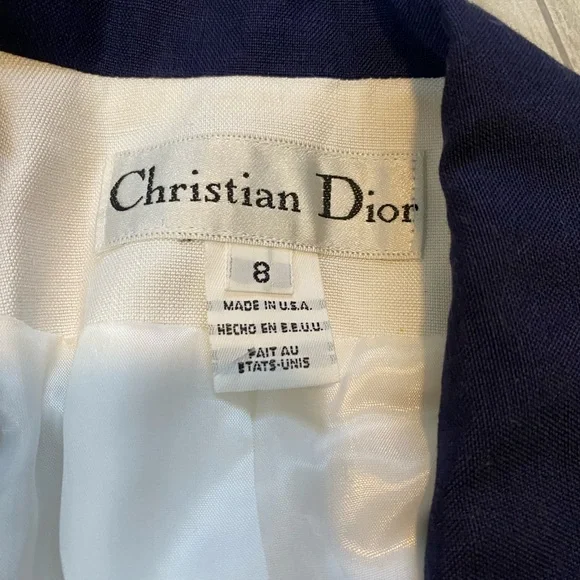 Christian Dior
8
MADE IN U.S.A.
HECHO EN E.E.U.U.
FAIT AU
ETATS-UNIS